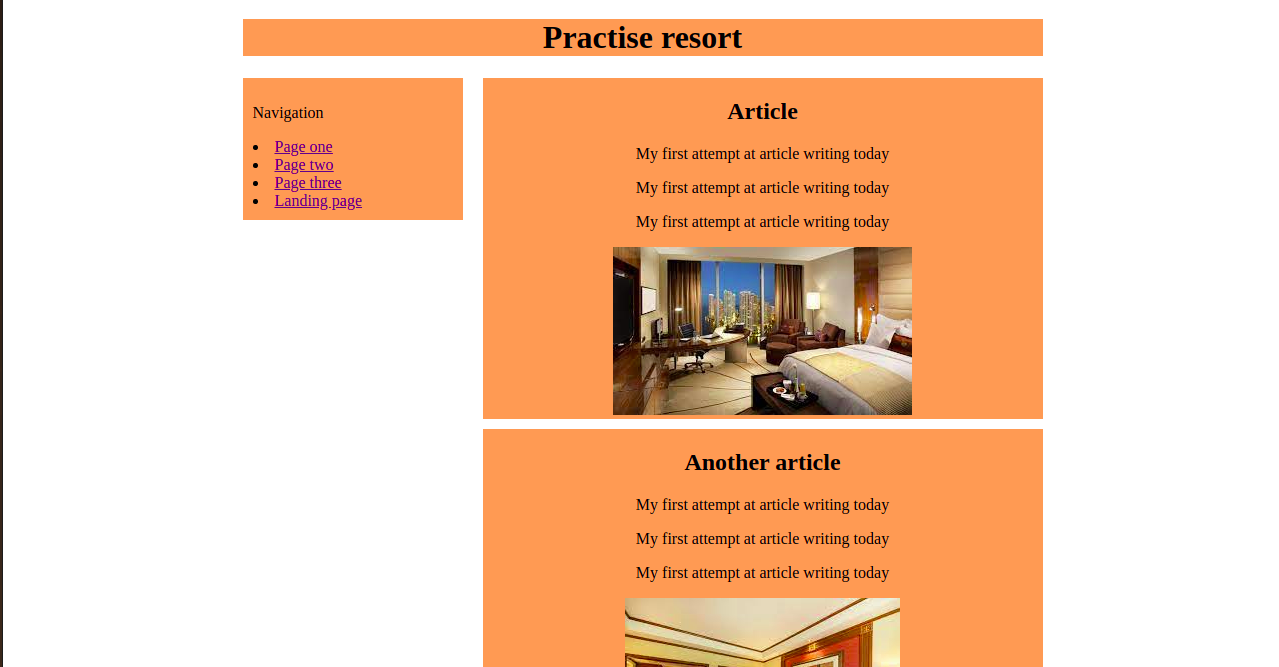 Practise resort
Navigation
Page one
Page two
Page three
Landing page
Article
My first attempt at article writing today
My first attempt at article writing today
My first attempt at article writing today
Another article
My first attempt at article writing today
My first attempt at article writing today
My first attempt at article writing today